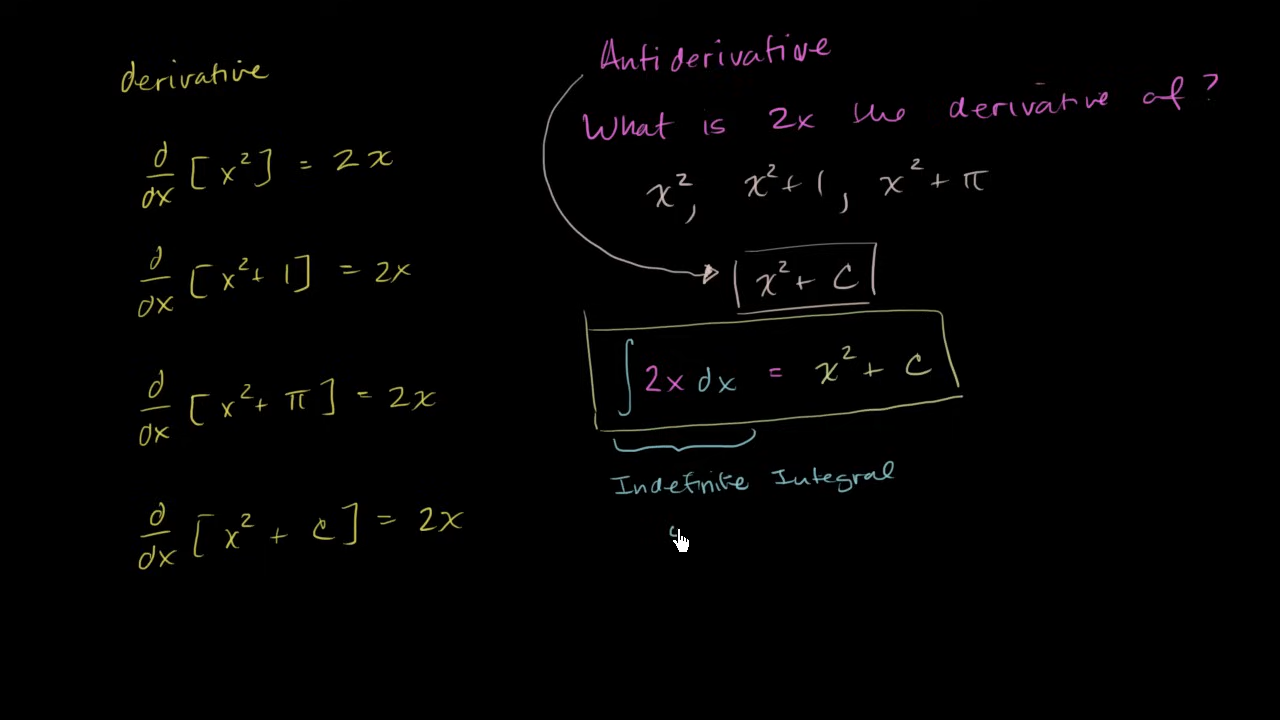 derivative
d/dx [x²] = 2x
d/dx [x² + 1] = 2x
d/dx [x² + π] = 2x
d/dx [x² + c] = 2x
Antiderivative
What is 2x the derivative of?
x², x² + 1, x² + π
x² + C
∫ 2x dx = x² + C
Indefinite Integral